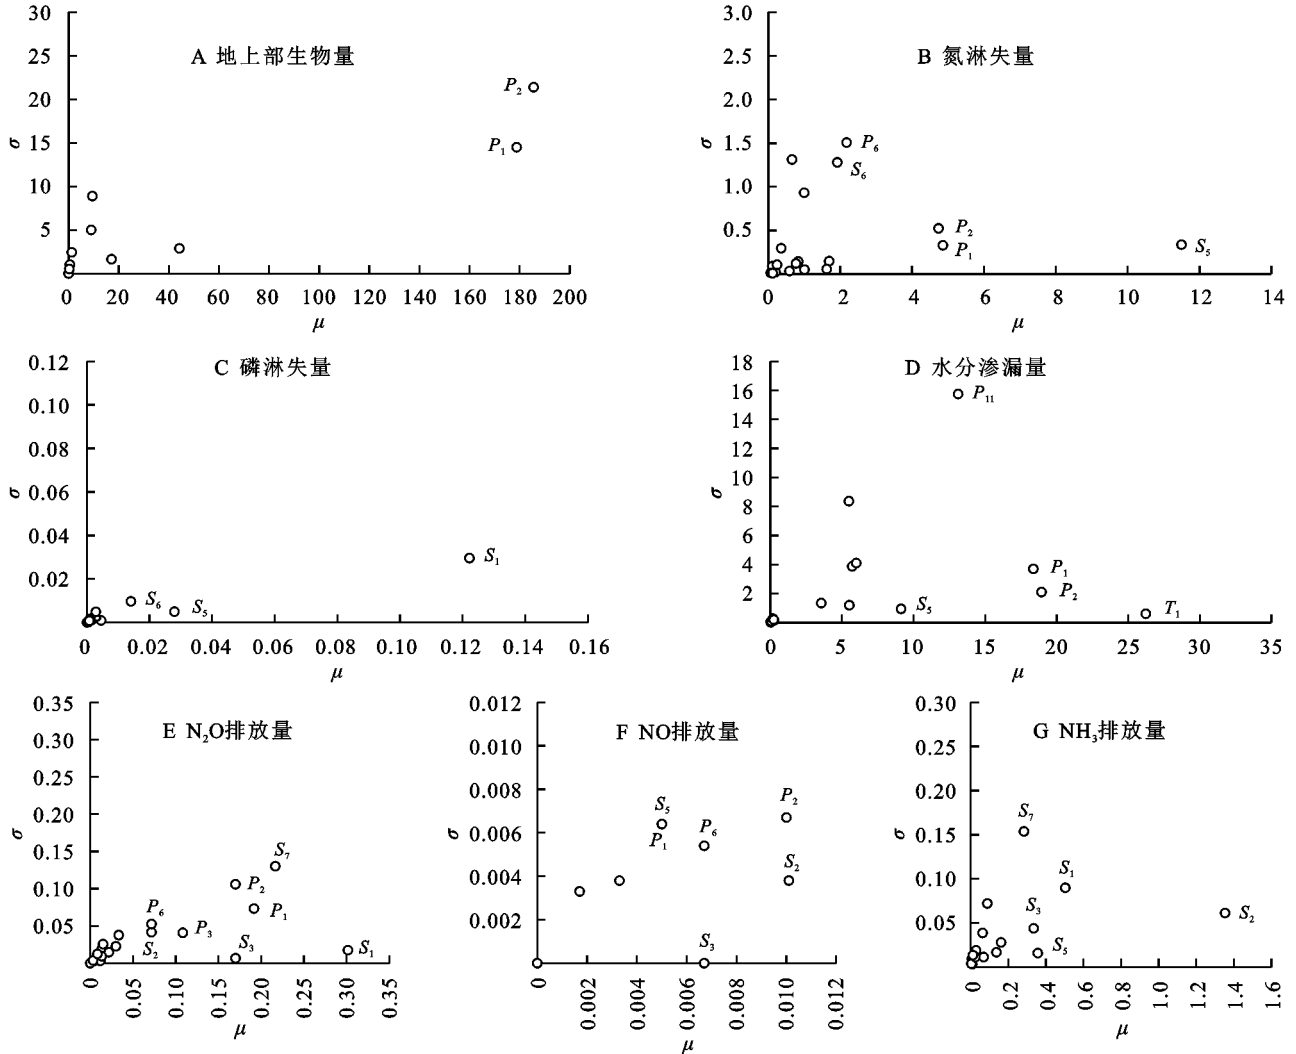 A 地上部生物量
30
25
20
15
10
5
σ
P₂
P₁
0 20 40 60 80 100 120 140 160 180 200
μ
B 氮淋失量
3.0
2.5
2.0
1.5
1.0
0.5
σ
P₆
S₆
P₂
P₁
S₅
0 2 4 6 8 10 12 14
μ
C 磷淋失量
0.12
0.10
0.08
0.06
0.04
0.02
σ
S₁
S₆
S₅
0 0.02 0.04 0.06 0.08 0.10 0.12 0.14 0.16
μ
D 水分渗漏量
18
16
14
12
10
8
6
4
2
σ
P₁₁
P₁
P₂
S₅
T₁
0 5 10 15 20 25 30 35
μ
E N₂O排放量
0.35
0.30
0.25
0.20
0.15
0.10
0.05
σ
S₇
P₂
P₆
P₁
P₃
S₂
S₃
S₁
0 0.05 0.10 0.15 0.20 0.25 0.30 0.35
μ
F NO排放量
0.012
0.010
0.008
0.006
0.004
0.002
σ
P₂
S₅
P₆
P₁
S₂
S₃
0 0.002 0.004 0.006 0.008 0.010 0.012
μ
G NH₃排放量
0.30
0.25
0.20
0.15
0.10
0.05
σ
S₇
S₁
S₃
S₂
S₅
0 0.2 0.4 0.6 0.8 1.0 1.2 1.4 1.6
μ